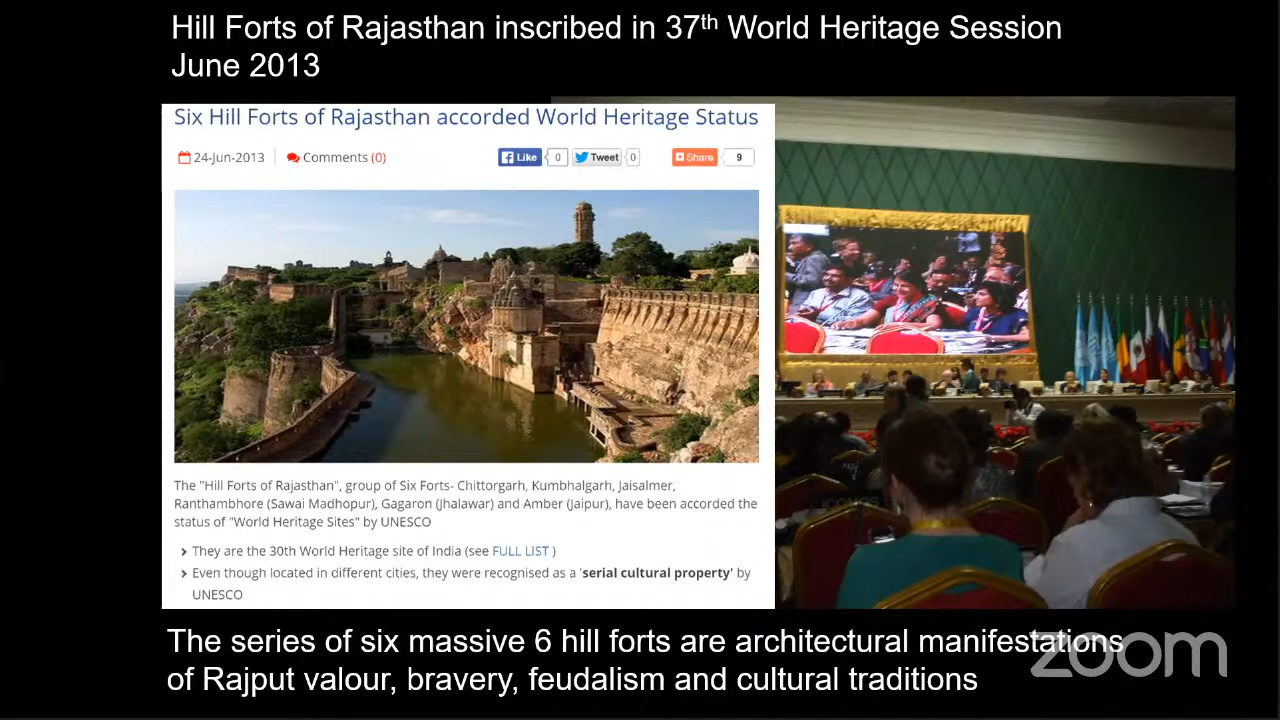 Hill Forts of Rajasthan inscribed in 37th World Heritage Session
June 2013
Six Hill Forts of Rajasthan accorded World Heritage Status
24-Jun-2013 Comments (0) Like 0 Tweet 0 Share 9
The "Hill Forts of Rajasthan", group of Six Forts- Chittorgarh, Kumbhalgarh, Jaisalmer,
Ranthambhore (Sawai Madhopur), Gagaron (Jhalawar) and Amber (Jaipur), have been accorded the
status of "World Heritage Sites" by UNESCO
They are the 30th World Heritage site of India (see FULL LIST )
Even though located in different cities, they were recognised as a 'serial cultural property' by
UNESCO
The series of six massive 6 hill forts are architectural manifestations
of Rajput valour, bravery, feudalism and cultural traditions
zoom